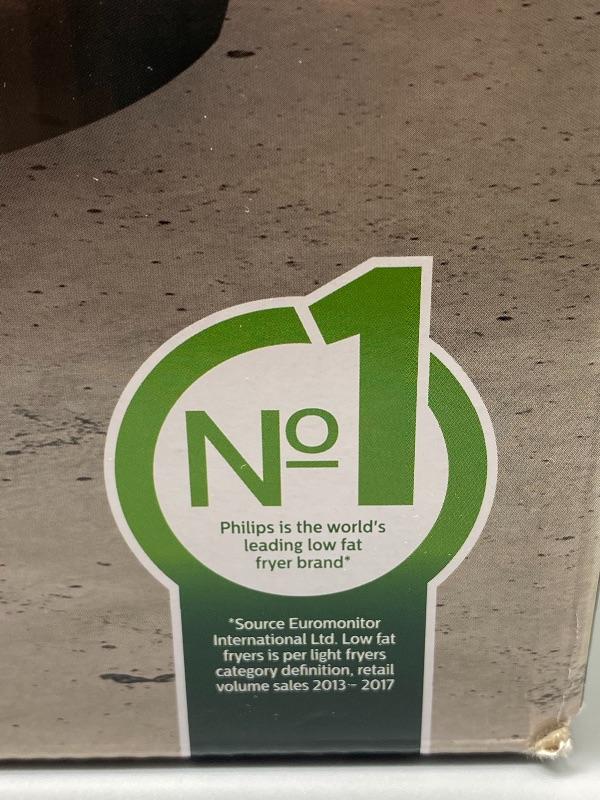 Nº1
Philips is the world's
leading low fat
fryer brand*
*Source Euromonitor
International Ltd. Low fat
fryers is per light fryers
category definition, retail
volume sales 2013 - 2017